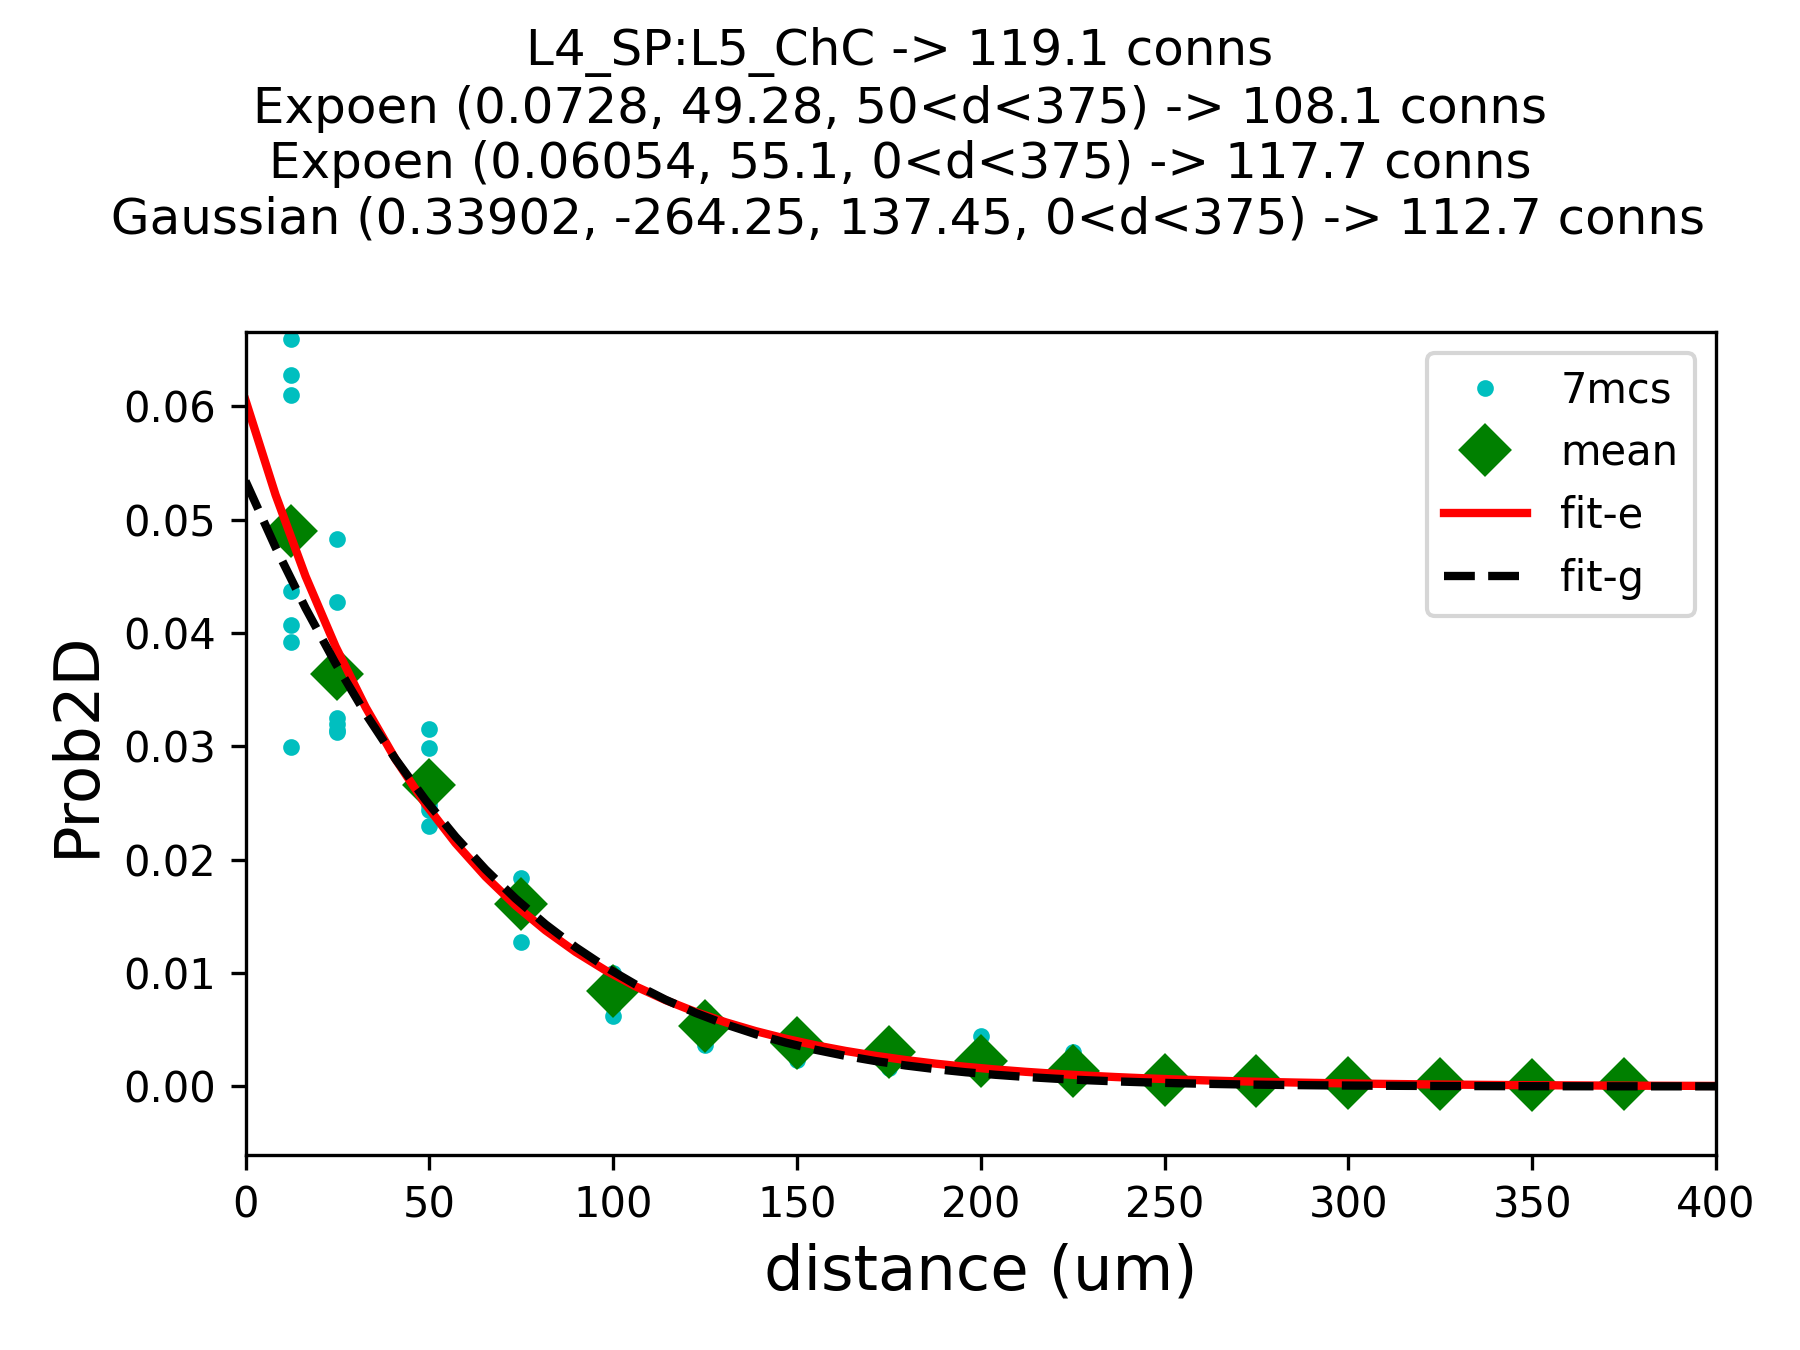 L4_SP:L5_ChC -> 119.1 conns
Expoen (0.0728, 49.28, 50<d<375) -> 108.1 conns
Expoen (0.06054, 55.1, 0<d<375) -> 117.7 conns
Gaussian (0.33902, -264.25, 137.45, 0<d<375) -> 112.7 conns
7mcs
mean
fit-e
fit-g
Prob2D
0.06
0.05
0.04
0.03
0.02
0.01
0.00
0 50 100 150 200 250 300 350 400
distance (um)